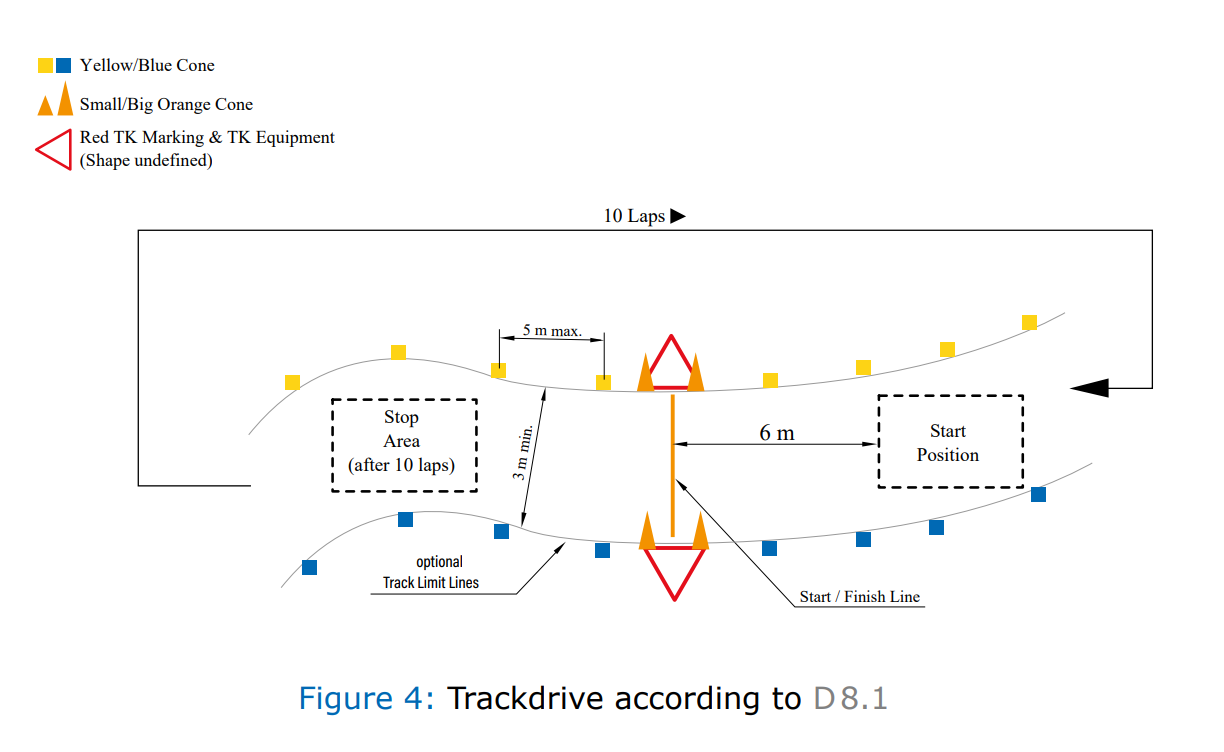 Yellow/Blue Cone
Small/Big Orange Cone
Red TK Marking & TK Equipment
(Shape undefined)
10 Laps
5 m max.
Stop
Area
(after 10 laps)
3 m min.
6 m
Start
Position
optional
Track Limit Lines
Start / Finish Line
Figure 4: Trackdrive according to D 8.1